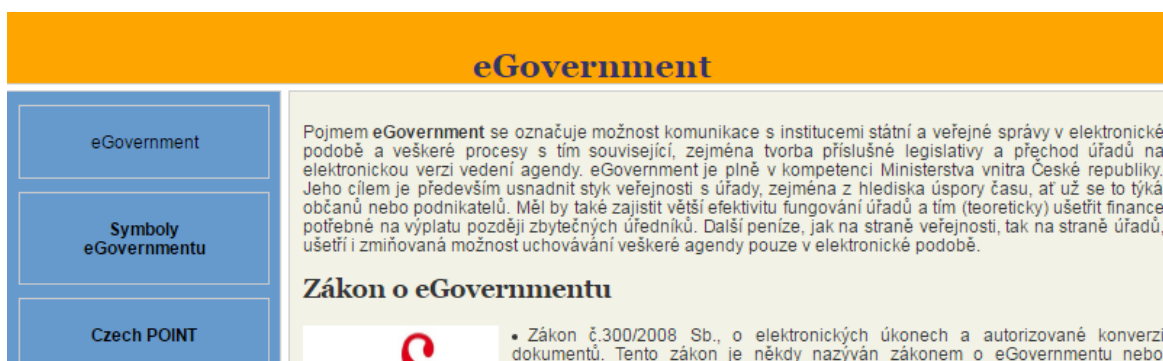 eGovernment
eGovernment
Symboly
eGovernmentu
Czech POINT
Pojmem eGovernment se označuje možnost komunikace s institucemi státní a veřejné správy v elektronické
podobě a veškeré procesy s tím související, zejména tvorba příslušné legislativy a přechod úřadů na
elektronickou verzi vedení agendy. eGovernment je plně v kompetenci Ministerstva vnitra České republiky.
Jeho cílem je především usnadnit styk veřejnosti s úřady, zejména z hlediska úspory času, ať už se to týká
občanů nebo podnikatelů. Měl by také zajistit větší efektivitu fungování úřadů a tím (teoreticky) ušetřit finance
potřebné na výplatu později zbytečných úředníků. Další peníze, jak na straně veřejnosti, tak na straně úřadů,
ušetří i zmiňovaná možnost uchovávání veškeré agendy pouze v elektronické podobě.
Zákon o eGovernmentu
• Zákon č.300/2008 Sb., o elektronických úkonech a autorizované konverzi
dokumentů. Tento zákon je někdy nazýván zákonem o eGovernmentu nebo